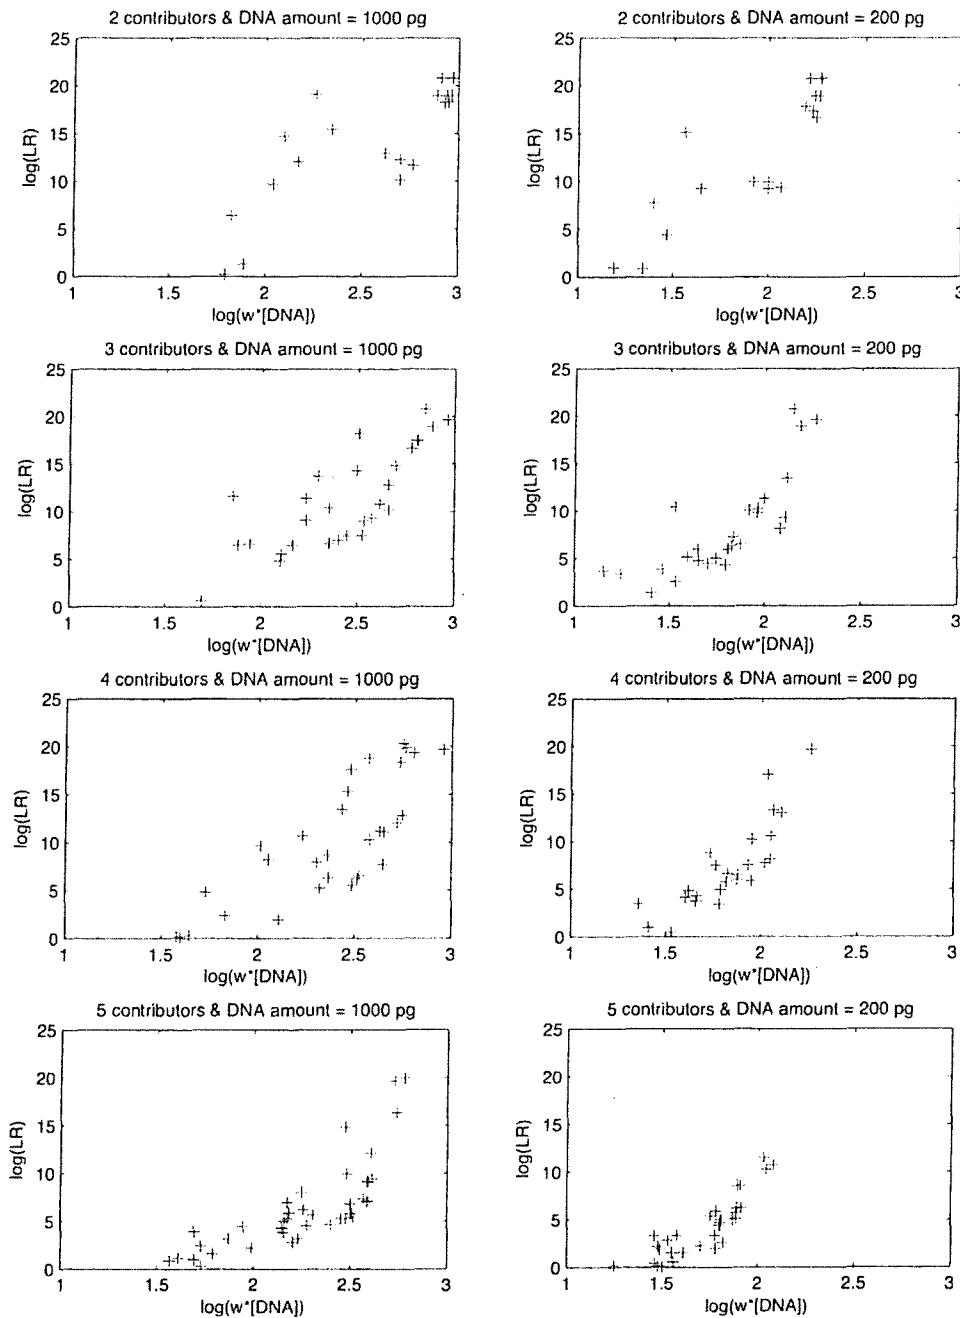 2 contributors & DNA amount = 1000 pg
25
20
15
10
5
0
log(LR)
1 1.5 2 2.5 3
log(w*[DNA])
2 contributors & DNA amount = 200 pg
25
20
15
10
5
0
log(LR)
1 1.5 2 2.5 3
log(w*[DNA])
3 contributors & DNA amount = 1000 pg
25
20
15
10
5
0
log(LR)
1 1.5 2 2.5 3
log(w*[DNA])
3 contributors & DNA amount = 200 pg
25
20
15
10
5
0
log(LR)
1 1.5 2 2.5 3
log(w*[DNA])
4 contributors & DNA amount = 1000 pg
25
20
15
10
5
0
log(LR)
1 1.5 2 2.5 3
log(w*[DNA])
4 contributors & DNA amount = 200 pg
25
20
15
10
5
0
log(LR)
1 1.5 2 2.5 3
log(w*[DNA])
5 contributors & DNA amount = 1000 pg
25
20
15
10
5
0
log(LR)
1 1.5 2 2.5 3
log(w*[DNA])
5 contributors & DNA amount = 200 pg
25
20
15
10
5
0
log(LR)
1 1.5 2 2.5 3
log(w*[DNA])